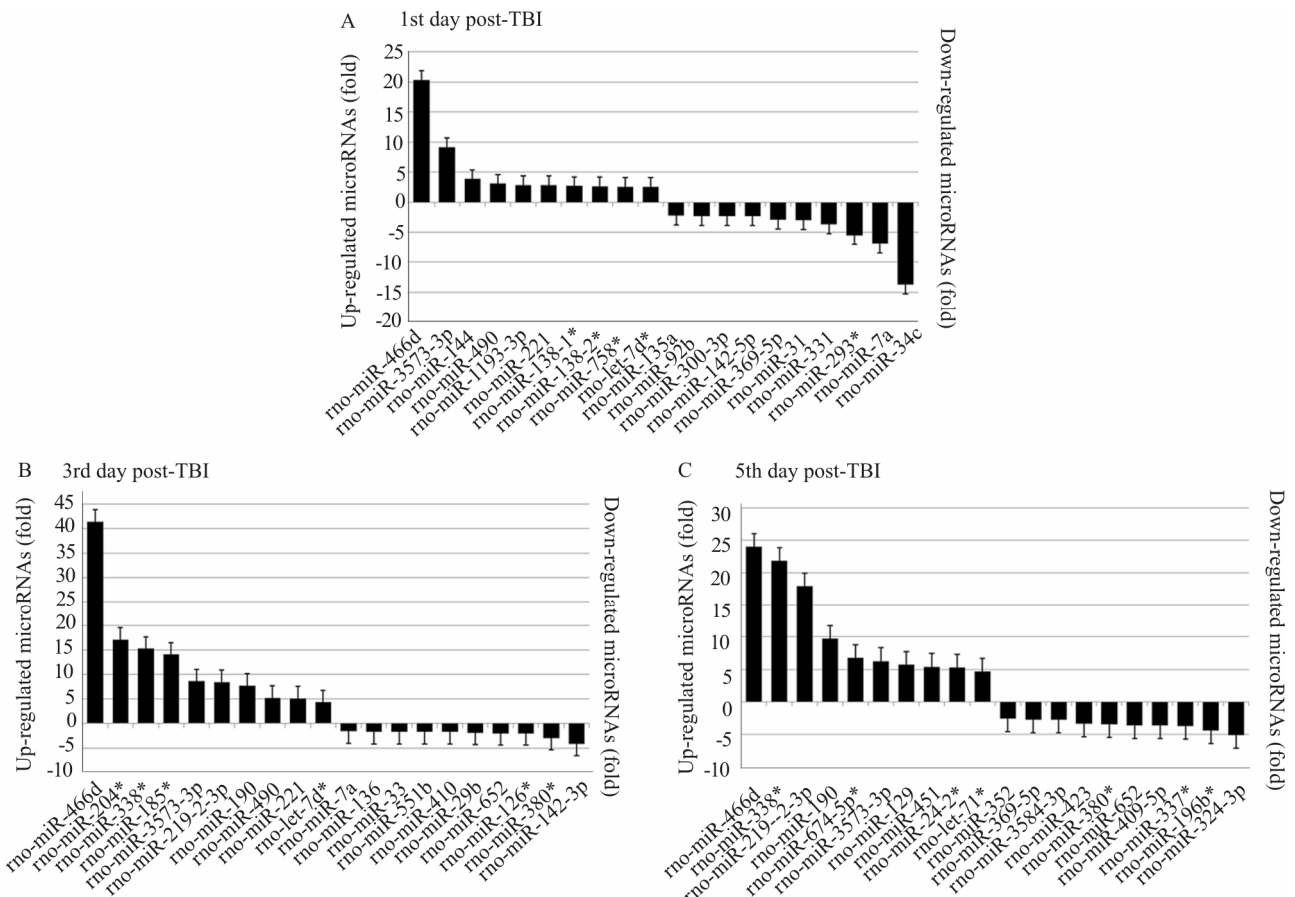 A 1st day post-TBI
Up-regulated microRNAs (fold)
25
20
15
10
5
0
-5
-10
-15
-20
Down-regulated microRNAs (fold)
rno-miR-466d
rno-miR-3573-3p
rno-miR-144
rno-miR-490
rno-miR-1193-3p
rno-miR-221
rno-miR-138-1*
rno-miR-138-2*
rno-miR-758*
rno-let-7d*
rno-miR-135a
rno-miR-92b
rno-miR-300-3p
rno-miR-142-5p
rno-miR-369-5p
rno-miR-31
rno-miR-331
rno-miR-293*
rno-miR-7a
rno-miR-34c
B 3rd day post-TBI
Up-regulated microRNAs (fold)
45
40
35
30
25
20
15
10
5
0
-5
-10
Down-regulated microRNAs (fold)
rno-miR-466d
rno-miR-204*
rno-miR-338*
rno-miR-185*
rno-miR-3573-3p
rno-miR-219-2-3p
rno-miR-190
rno-miR-490
rno-miR-221
rno-let-7d*
rno-miR-7a
rno-miR-136
rno-miR-33
rno-miR-551b
rno-miR-410
rno-miR-29b
rno-miR-652
rno-miR-126*
rno-miR-380*
rno-miR-142-3p
C 5th day post-TBI
Up-regulated microRNAs (fold)
30
25
20
15
10
5
0
-5
-10
Down-regulated microRNAs (fold)
rno-miR-466d
rno-miR-338*
rno-miR-219-2-3p
rno-miR-190
rno-miR-674-5p*
rno-miR-3573-3p
rno-miR-129
rno-miR-451
rno-miR-242-2*
rno-let-71*
rno-miR-352
rno-miR-369-5p
rno-miR-3584-3p
rno-miR-423
rno-miR-380*
rno-miR-652
rno-miR-409-5p
rno-miR-337*
rno-miR-196b*
rno-miR-324-3p